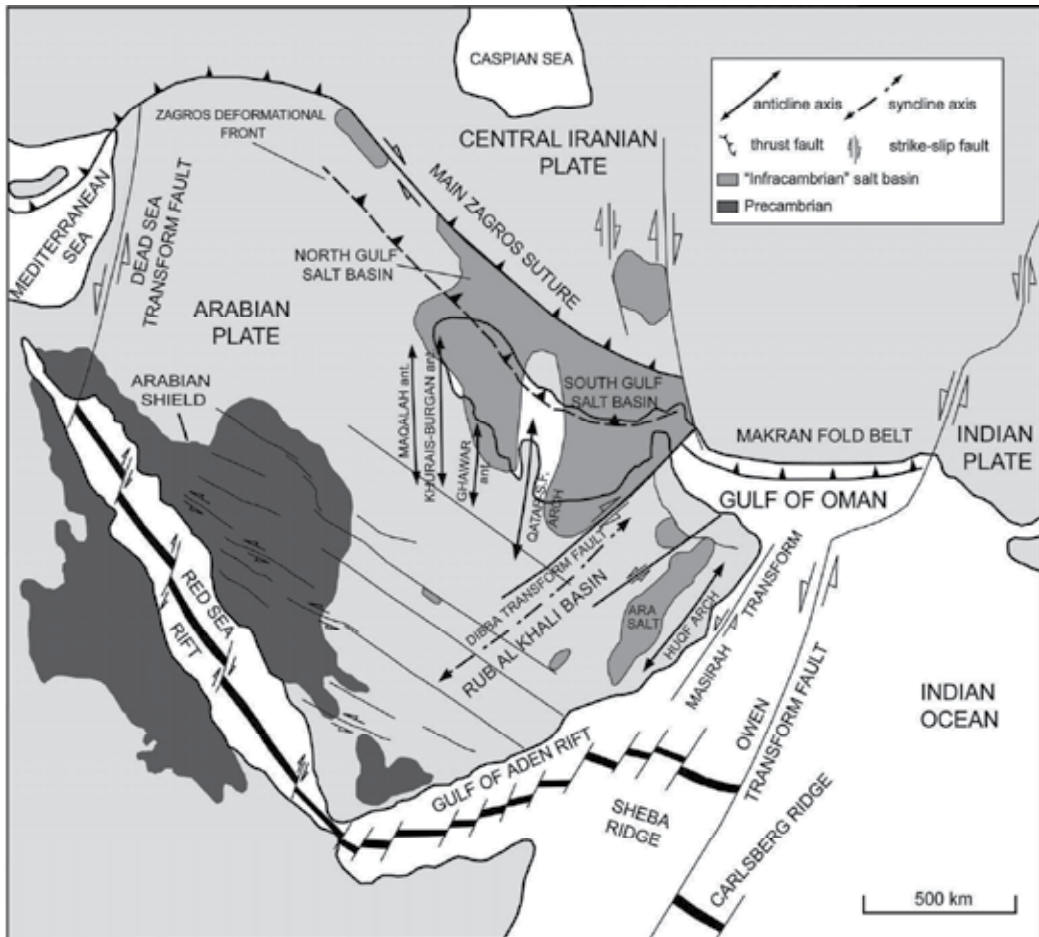 CASPIAN SEA
anticline axis
syncline axis
thrust fault
strike-slip fault
"Infracambrian" salt basin
Precambrian
ZAGROS DEFORMATIONAL
FRONT
CENTRAL IRANIAN
PLATE
MEDITERRANEAN
SEA
DEAD SEA
TRANSFORM FAULT
MAIN ZAGROS SUTURE
NORTH GULF
SALT BASIN
ARABIAN
PLATE
ARABIAN
SHIELD
MAQALAH ant.
KHURAIS-BURGAN ant.
GHAWAR
ant.
QATAR S.F.
ARCH
SOUTH GULF
SALT BASIN
MAKRAN FOLD BELT
INDIAN
PLATE
GULF OF OMAN
DIBBA TRANSFORM FAULT
RUB AL KHALI BASIN
ARA
SALT
HUQF ARCH
MASIRAH TRANSFORM
OWEN
TRANSFORM FAULT
RED SEA
RIFT
GULF OF ADEN RIFT
SHEBA
RIDGE
CARLSBERG RIDGE
INDIAN
OCEAN
500 km